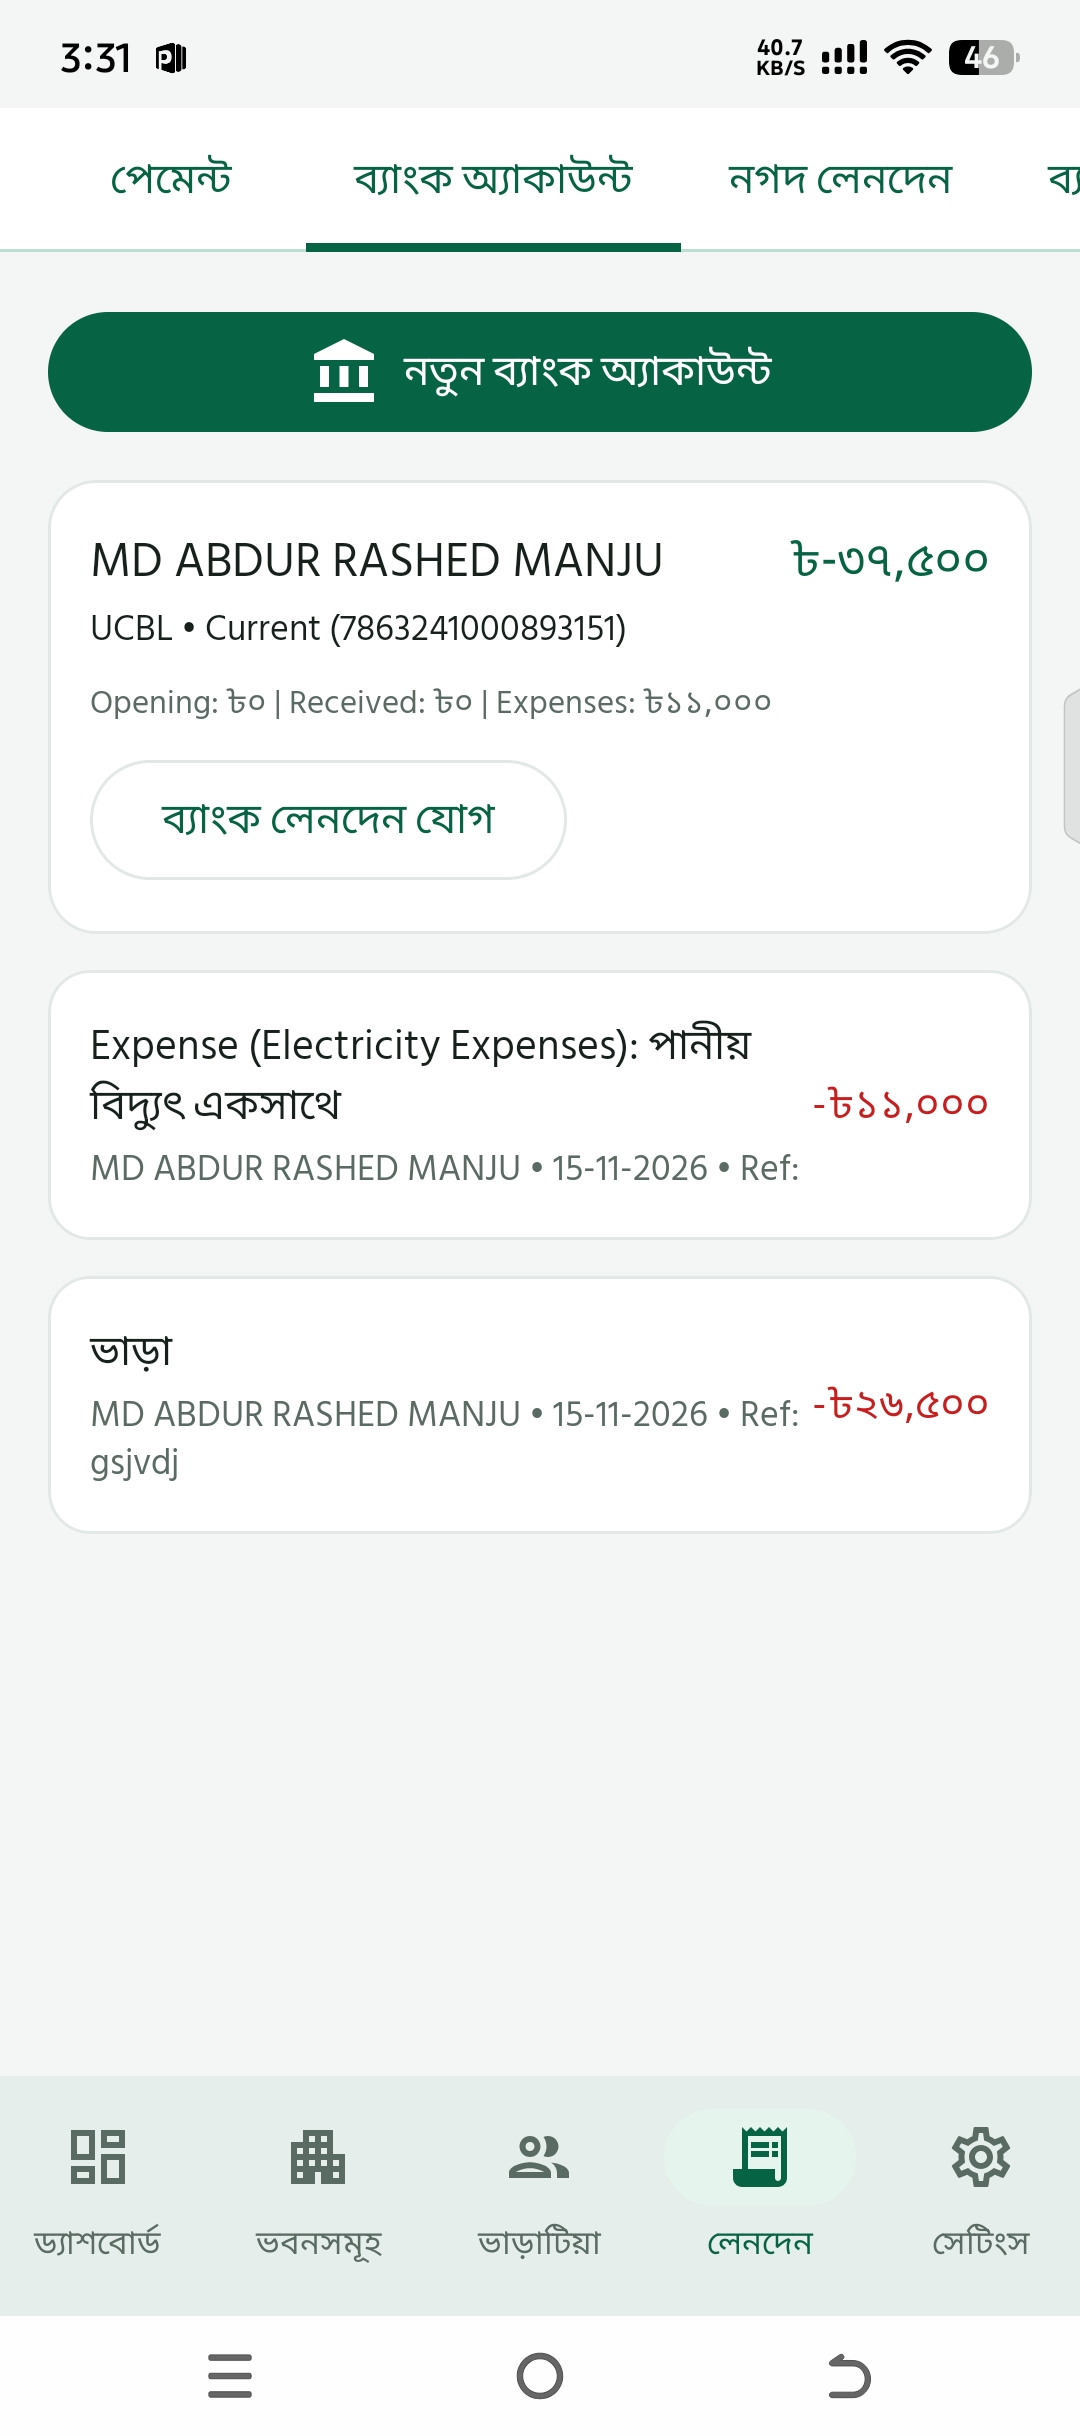 3:31
40.7
KB/S
46
পেমেন্ট ব্যাংক অ্যাকাউন্ট নগদ লেনদেন
নতুন ব্যাংক অ্যাকাউন্ট
MD ABDUR RASHED MANJU ৳-৩৭,৫০০
UCBL • Current (7863241000893151)
Opening: ৳০ | Received: ৳০ | Expenses: ৳১১,০০০
ব্যাংক লেনদেন যোগ
Expense (Electricity Expenses): পানীয়
বিদ্যুৎ একসাথে -৳১১,০০০
MD ABDUR RASHED MANJU • 15-11-2026 • Ref:
ভাড়া
MD ABDUR RASHED MANJU • 15-11-2026 • Ref: -৳২৬,৫০০
gsjvdj
ড্যাশবোর্ড ভবনসমূহ ভাড়াটিয়া লেনদেন সেটিংস